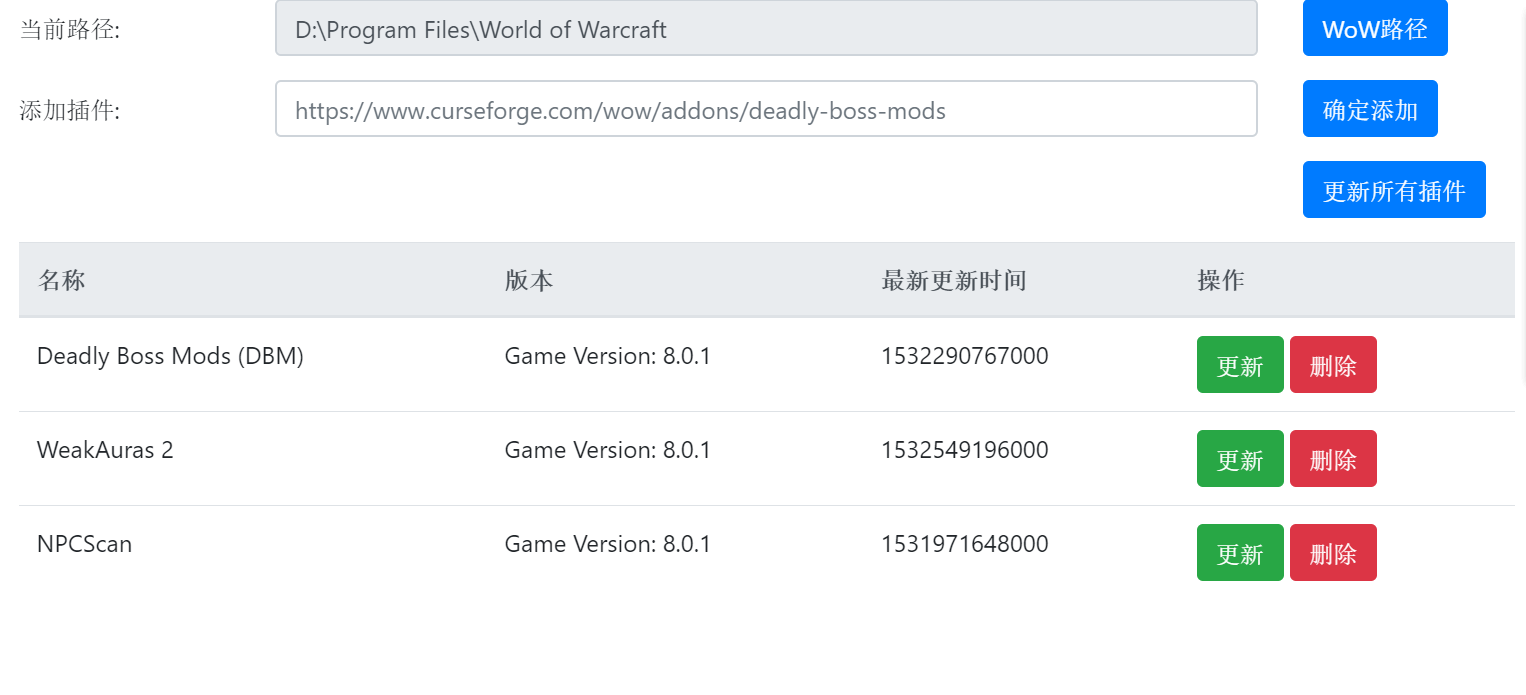 当前路径: D:\Program Files\World of Warcraft WoW路径
添加插件: https://www.curseforge.com/wow/addons/deadly-boss-mods 确定添加
更新所有插件
名称 版本 最新更新时间 操作
Deadly Boss Mods (DBM) Game Version: 8.0.1 1532290767000 更新 删除
WeakAuras 2 Game Version: 8.0.1 1532549196000 更新 删除
NPCScan Game Version: 8.0.1 1531971648000 更新 删除